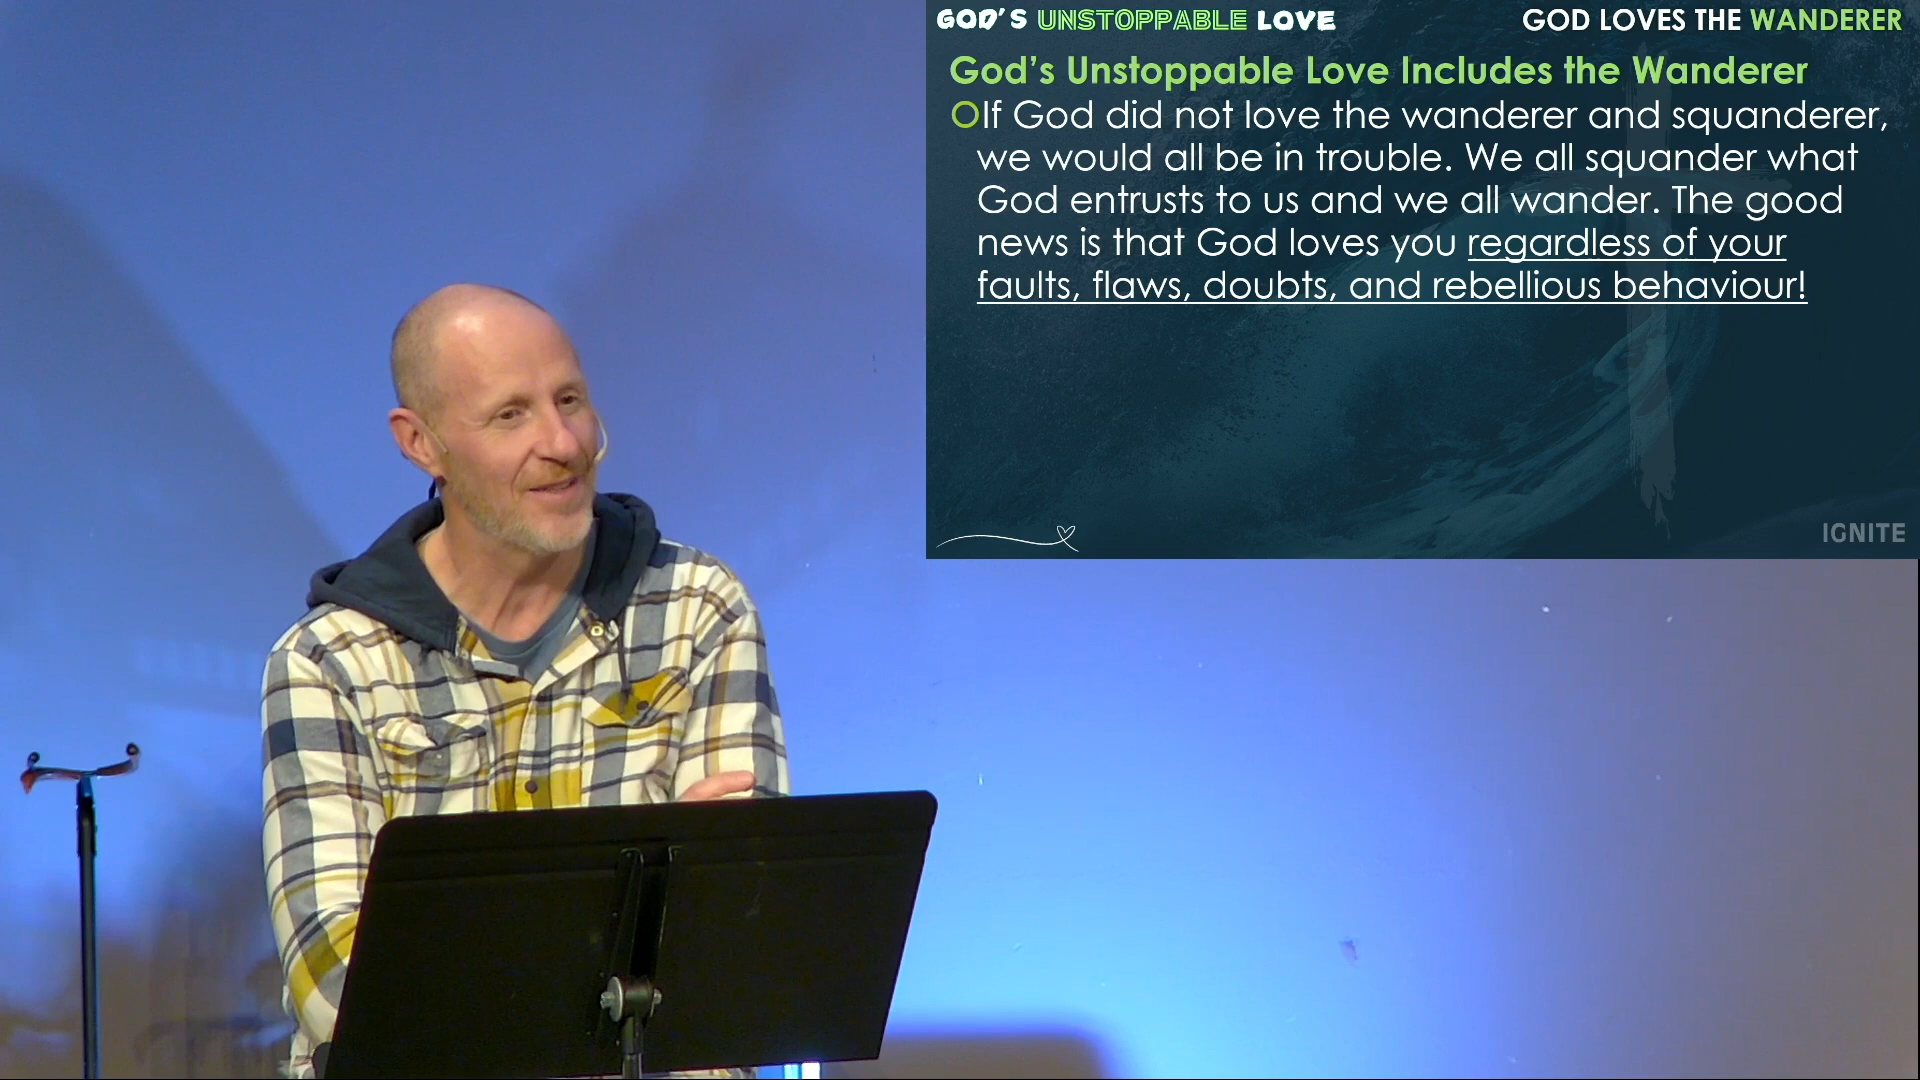 GOD'S UNSTOPPABLE LOVE
GOD LOVES THE WANDERER
God's Unstoppable Love Includes the Wanderer
If God did not love the wanderer and squanderer,
we would all be in trouble. We all squander what
God entrusts to us and we all wander. The good
news is that God loves you regardless of your
faults, flaws, doubts, and rebellious behaviour!
IGNITE